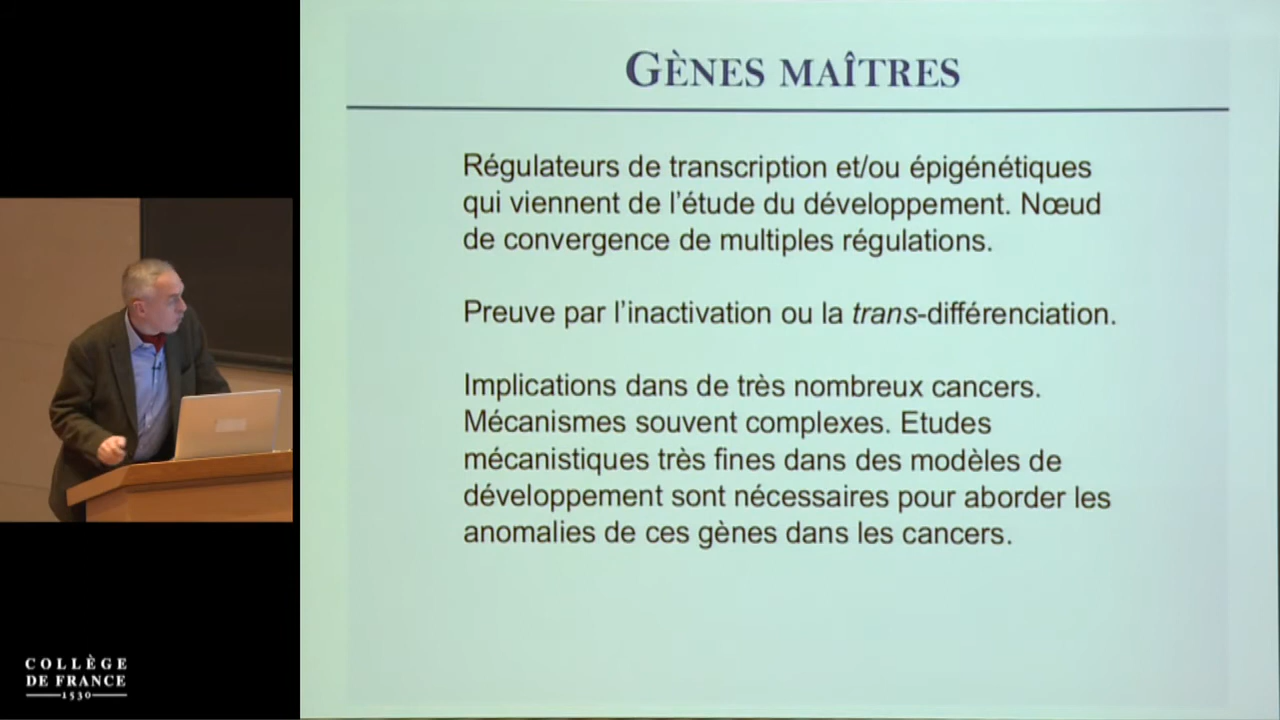 GÈNES MAÎTRES
Régulateurs de transcription et/ou épigénétiques
qui viennent de l’étude du développement. Nœud
de convergence de multiples régulations.
Preuve par l’inactivation ou la trans-différenciation.
Implications dans de très nombreux cancers.
Mécanismes souvent complexes. Etudes
mécanistiques très fines dans des modèles de
développement sont nécessaires pour aborder les
anomalies de ces gènes dans les cancers.
COLLÈGE
DE FRANCE
1530